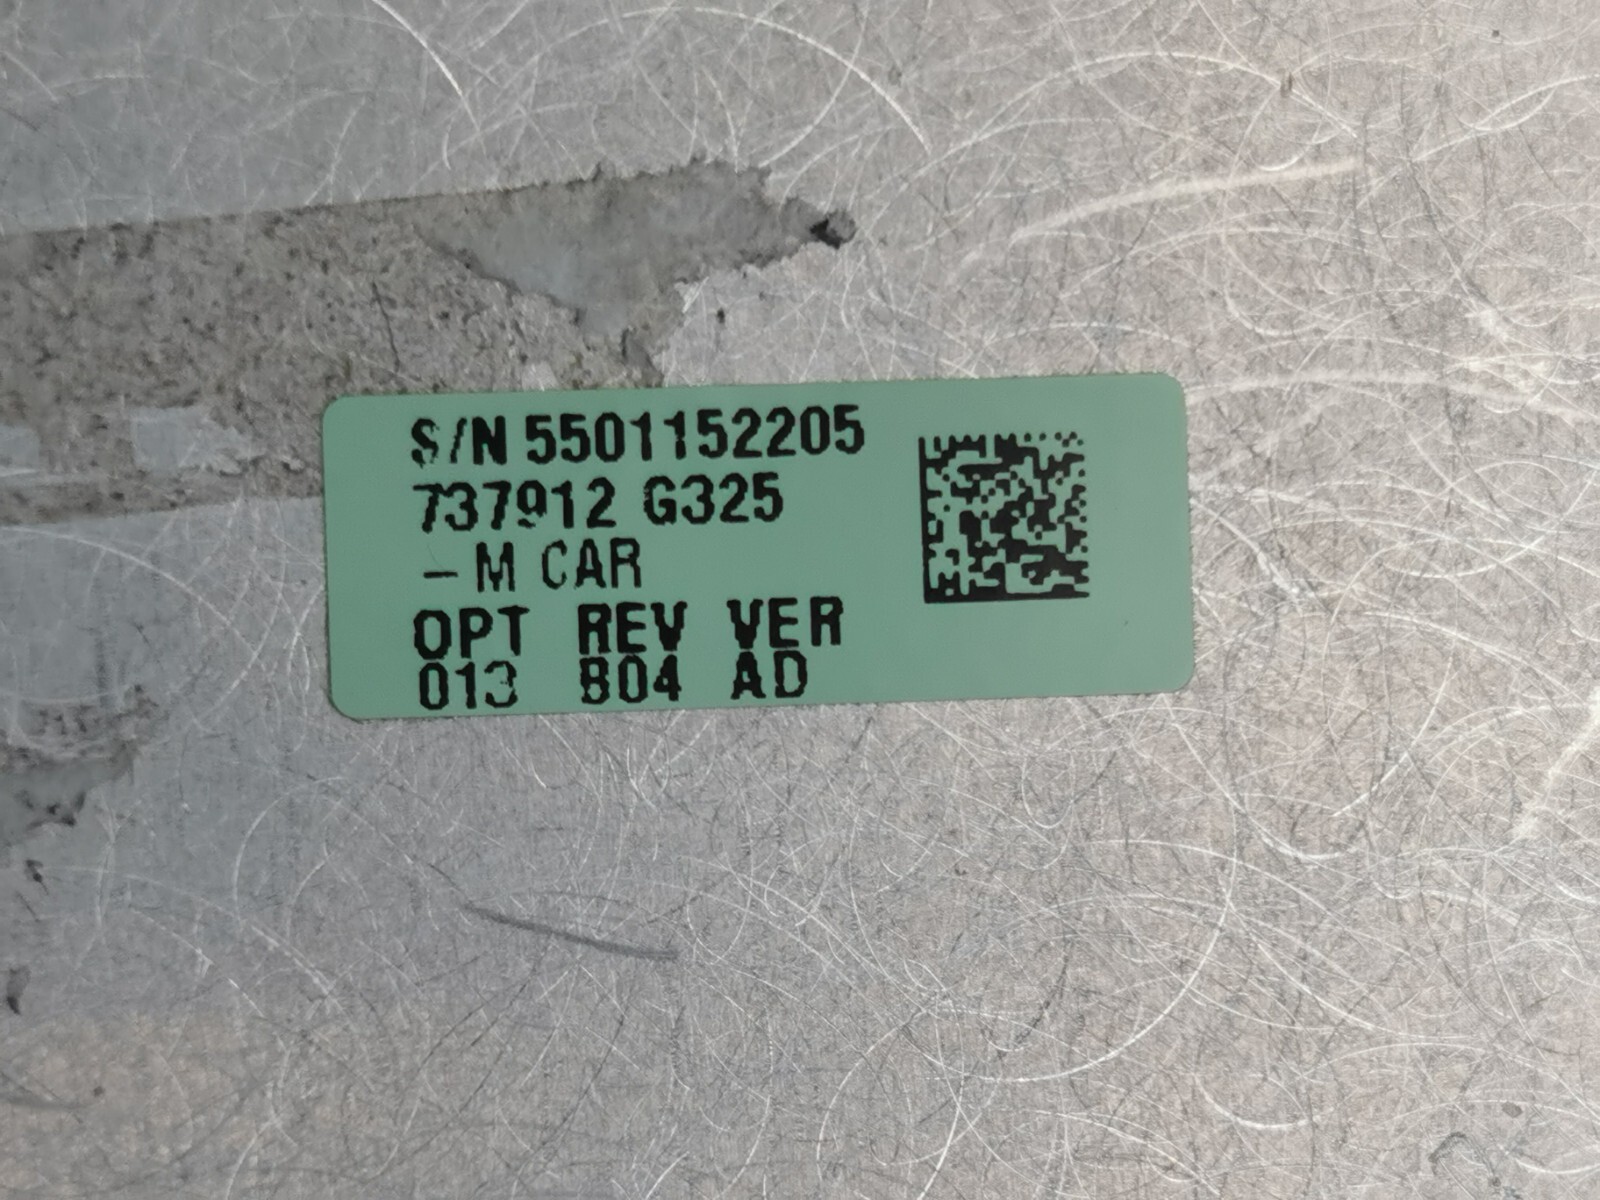 S/N 5501152205
737912 G325
- M CAR
OPT REV VER
013 B04 AD